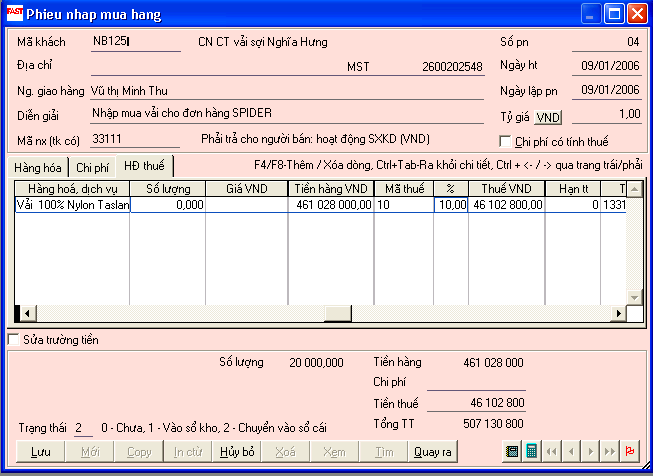 FAST Phieu nhap mua hang
Mã khách NB125 CN CT vải sợi Nghĩa Hưng Số pn 04
Địa chỉ MST 2600202548 Ngày ht 09/01/2006
Ng. giao hàng Vũ thị Minh Thu Ngày lập pn 09/01/2006
Diễn giải Nhập mua vải cho đơn hàng SPIDER Tỷ giá VND 1,00
Mã nx (tk có) 33111 Phải trả cho người bán: hoạt động SXKD (VND) Chi phí có tính thuế
Hàng hóa Chi phí HĐ thuế F4/F8-Thêm / Xóa dòng, Ctrl+Tab-Ra khỏi chi tiết, Ctrl + <- / -> qua trang trái/phải
Hàng hoá, dịch vụ Số lượng Giá VND Tiền hàng VND Mã thuế % Thuế VND Hạn tt T
Vải 100% Nylon Taslan 0,000 461 028 000,00 10 10,00 46 102 800,00 0 1331
Sửa trường tiền
Số lượng 20 000,000 Tiền hàng 461 028 000
Chi phí
Tiền thuế 46 102 800
Trạng thái 2 0 - Chưa, 1 - Vào sổ kho, 2 - Chuyển vào sổ cái Tổng TT 507 130 800
Lưu Mới Copy In ctừ Hủy bỏ Xoá Xem Tìm Quay ra